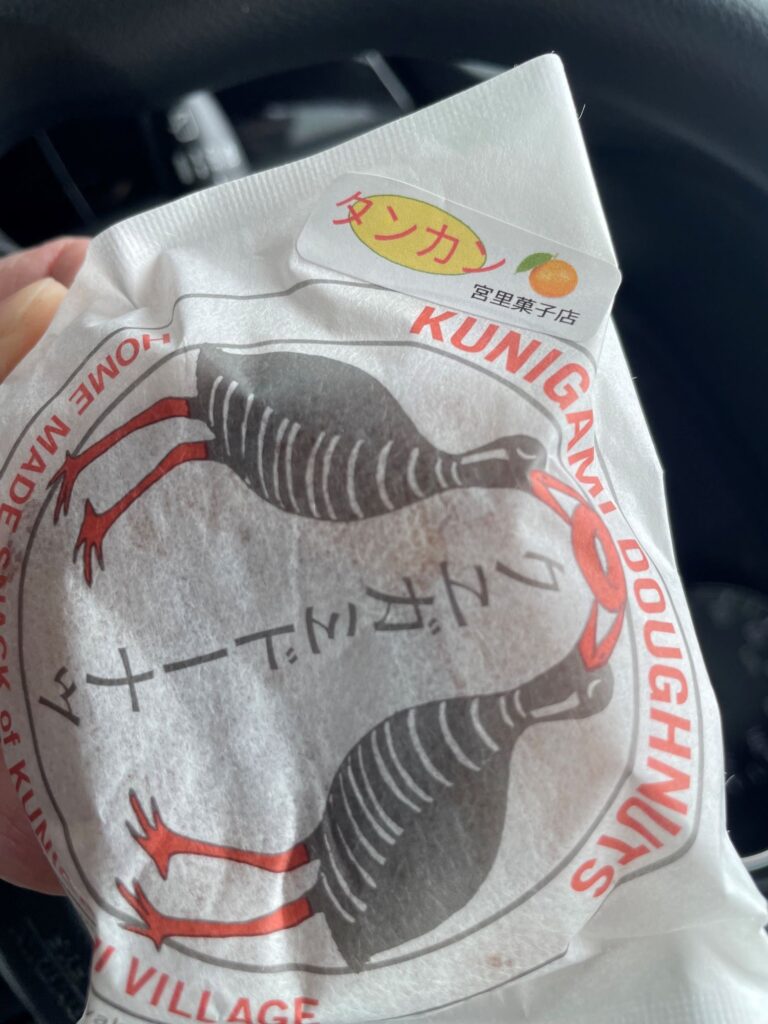 タンカン
宮里菓子店
KUNIGAMI DOUGHNUTS
クニガミドーナツ
HOME MADE SNACK of KUNIGAMI VILLAGE